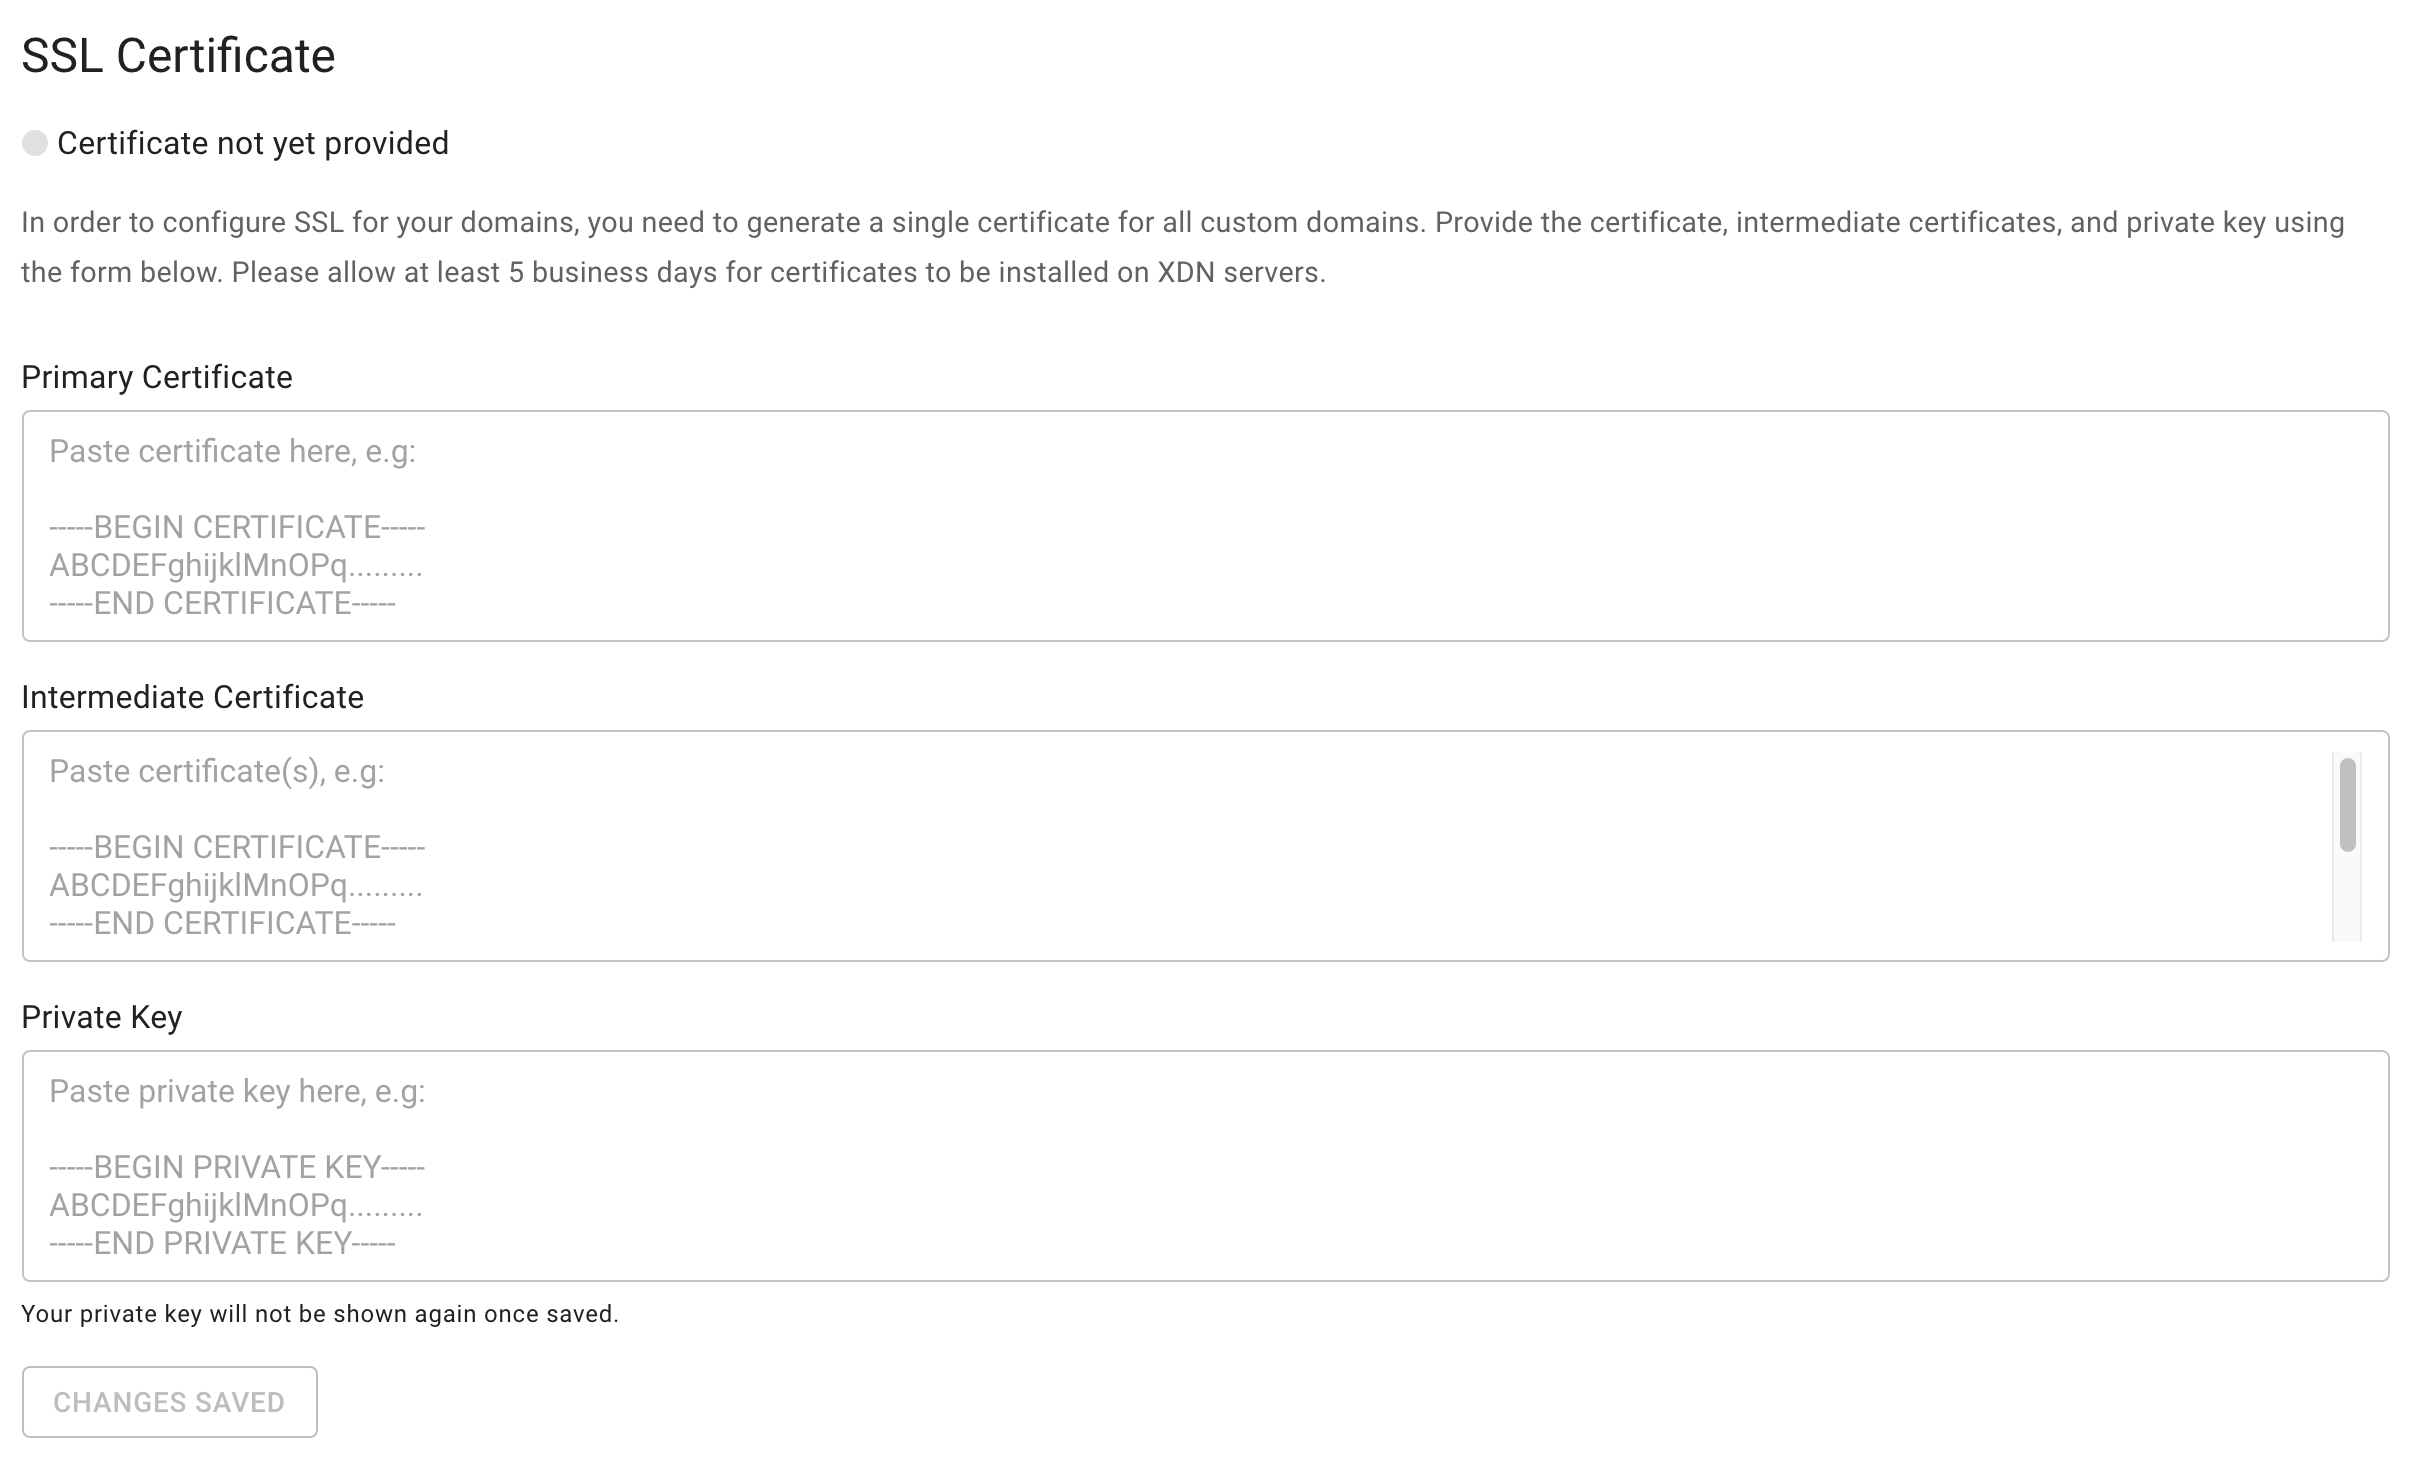 SSL Certificate
Certificate not yet provided
In order to configure SSL for your domains, you need to generate a single certificate for all custom domains. Provide the certificate, intermediate certificates, and private key using
the form below. Please allow at least 5 business days for certificates to be installed on XDN servers.
Primary Certificate
Paste certificate here, e.g:
-----BEGIN CERTIFICATE-----
ABCDEFghijklMnOPq.........
-----END CERTIFICATE-----
Intermediate Certificate
Paste certificate(s), e.g:
-----BEGIN CERTIFICATE-----
ABCDEFghijklMnOPq.........
-----END CERTIFICATE-----
Private Key
Paste private key here, e.g:
-----BEGIN PRIVATE KEY-----
ABCDEFghijklMnOPq.........
-----END PRIVATE KEY-----
Your private key will not be shown again once saved.
CHANGES SAVED